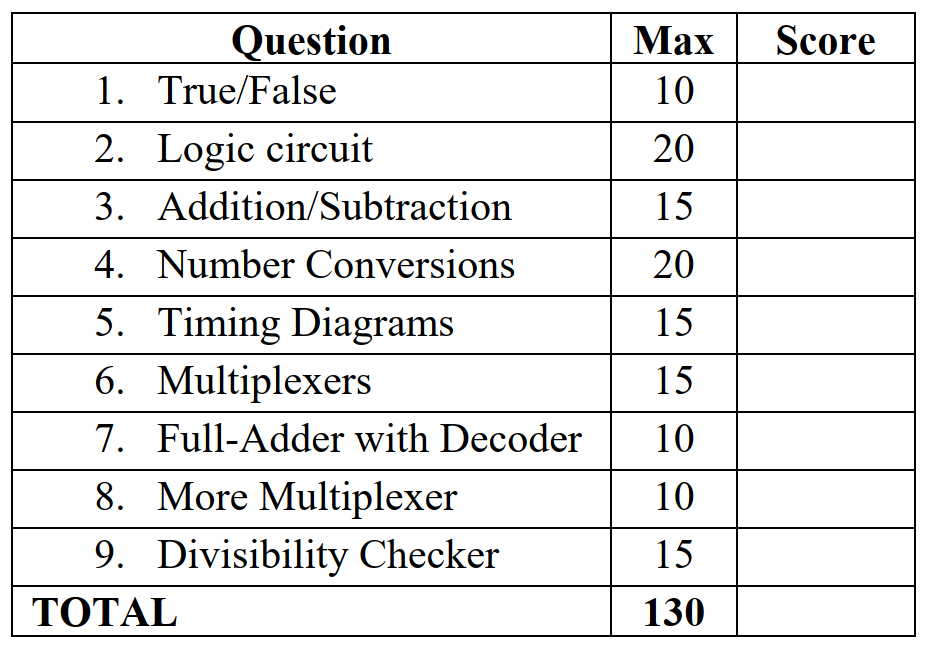 Question Max Score
1. True/False 10
2. Logic circuit 20
3. Addition/Subtraction 15
4. Number Conversions 20
5. Timing Diagrams 15
6. Multiplexers 15
7. Full-Adder with Decoder 10
8. More Multiplexer 10
9. Divisibility Checker 15
TOTAL 130